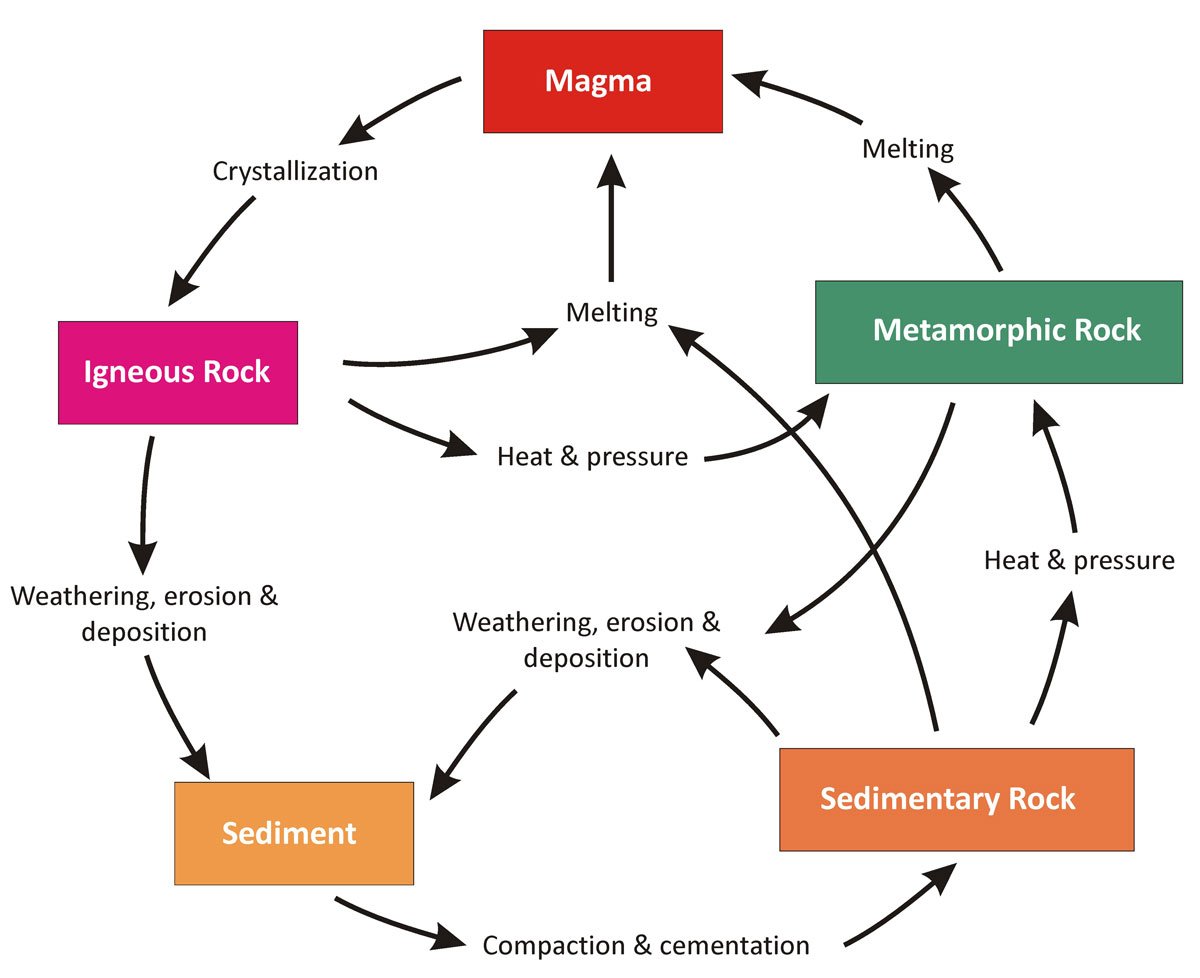 Magma
Melting
Crystallization
Melting
Metamorphic Rock
Igneous Rock
Heat & pressure
Heat & pressure
Weathering, erosion &
deposition
Weathering, erosion &
deposition
Sedimentary Rock
Sediment
Compaction & cementation